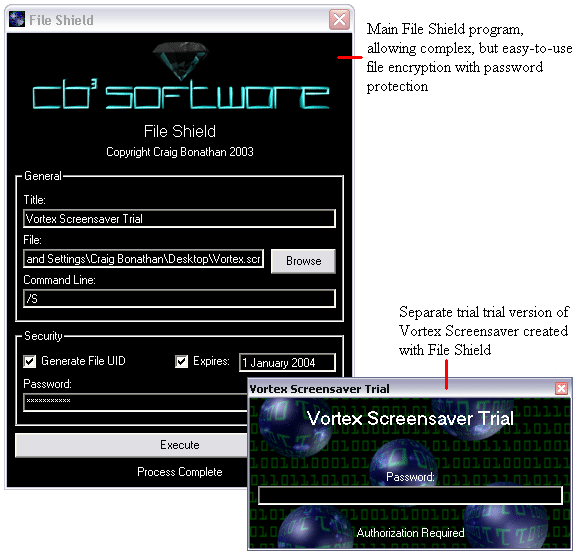 File Shield
cb³ software
File Shield
Copyright Craig Bonathan 2003
General
Title:
Vortex Screensaver Trial
File:
and Settings\Craig Bonathan\Desktop\Vortex.scr
Browse
Command Line:
/S
Security
Generate File UID
Expires:
1 January 2004
Password:
xxxxxxxxxxx
Execute
Process Complete
Main File Shield program,
allowing complex, but easy-to-use
file encryption with password
protection
Separate trial trial version of
Vortex Screensaver created
with File Shield
Vortex Screensaver Trial
Vortex Screensaver Trial
Password:
Authorization Required